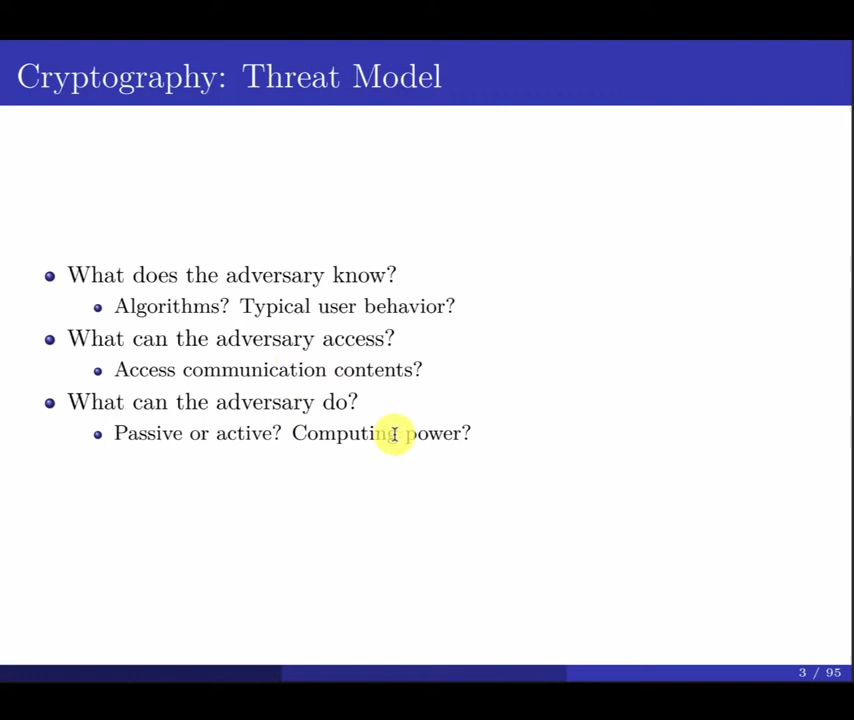 Cryptography: Threat Model
What does the adversary know?
Algorithms? Typical user behavior?
What can the adversary access?
Access communication contents?
What can the adversary do?
Passive or active? Computing power?
3 / 95